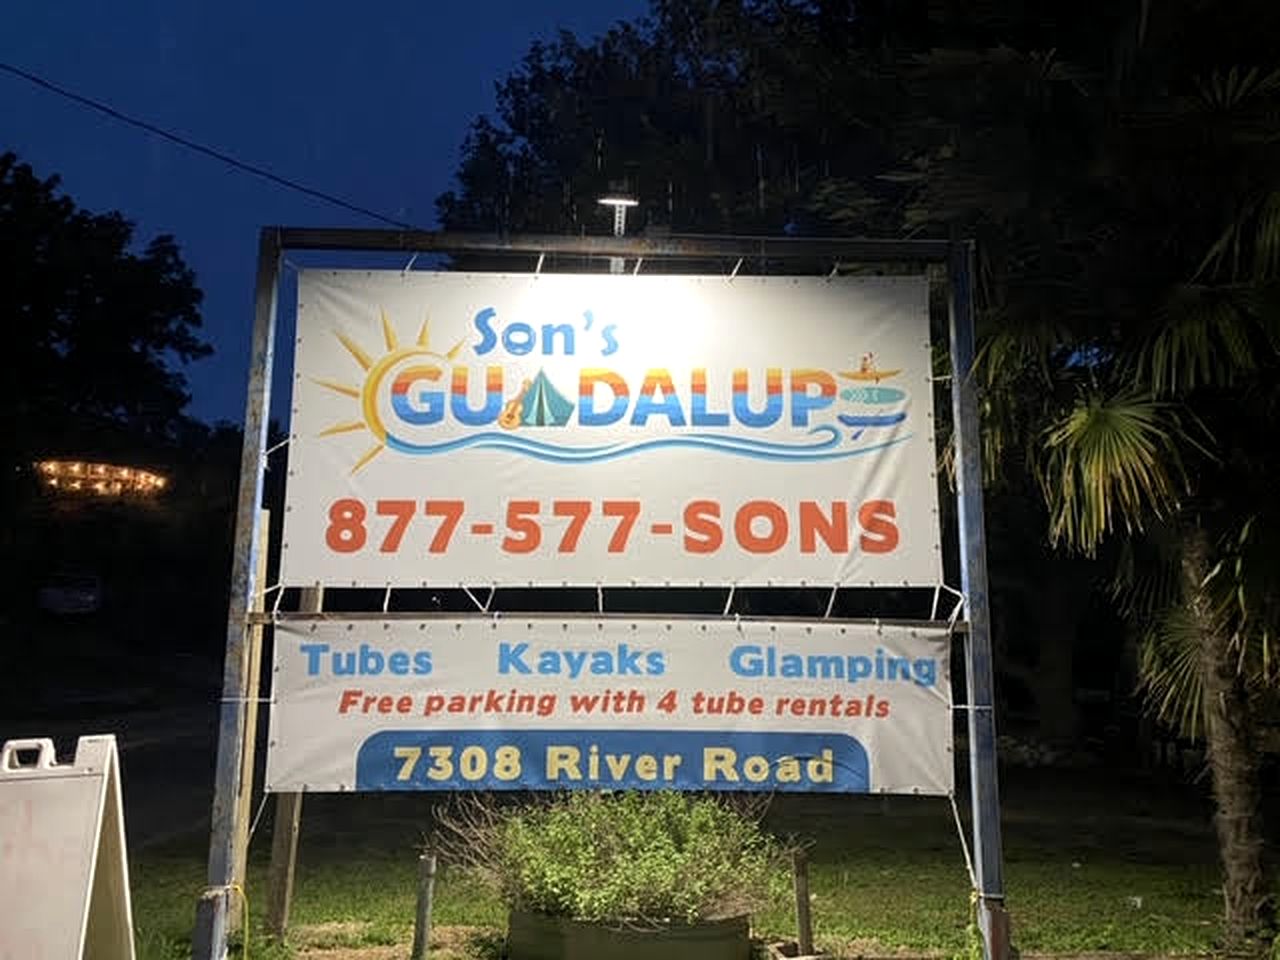 Son's
GUADALUPE
877-577-SONS
Tubes Kayaks Glamping
Free parking with 4 tube rentals
7308 River Road